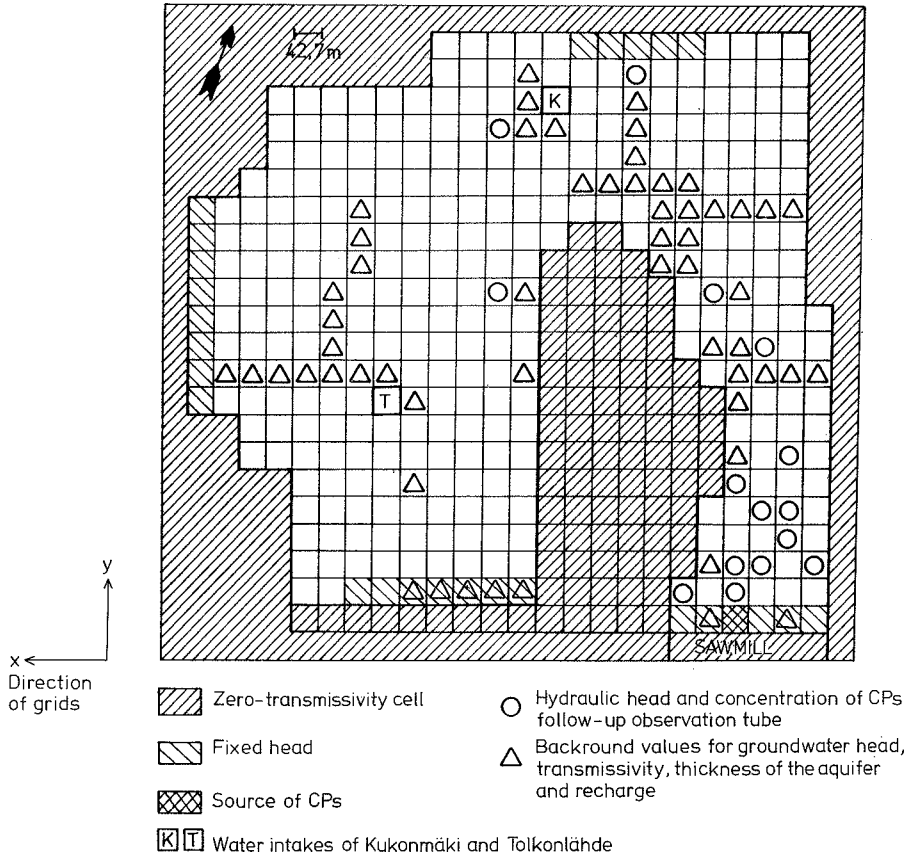 42,7m
K
T
y
x
Direction
of grids
SAWMILL
Zero-transmissivity cell
Fixed head
Source of CPs
K T Water intakes of Kukonmäki and Tolkonlähde
Hydraulic head and concentration of CPs
follow-up observation tube
Backround values for groundwater head,
transmissivity, thickness of the aquifer
and recharge